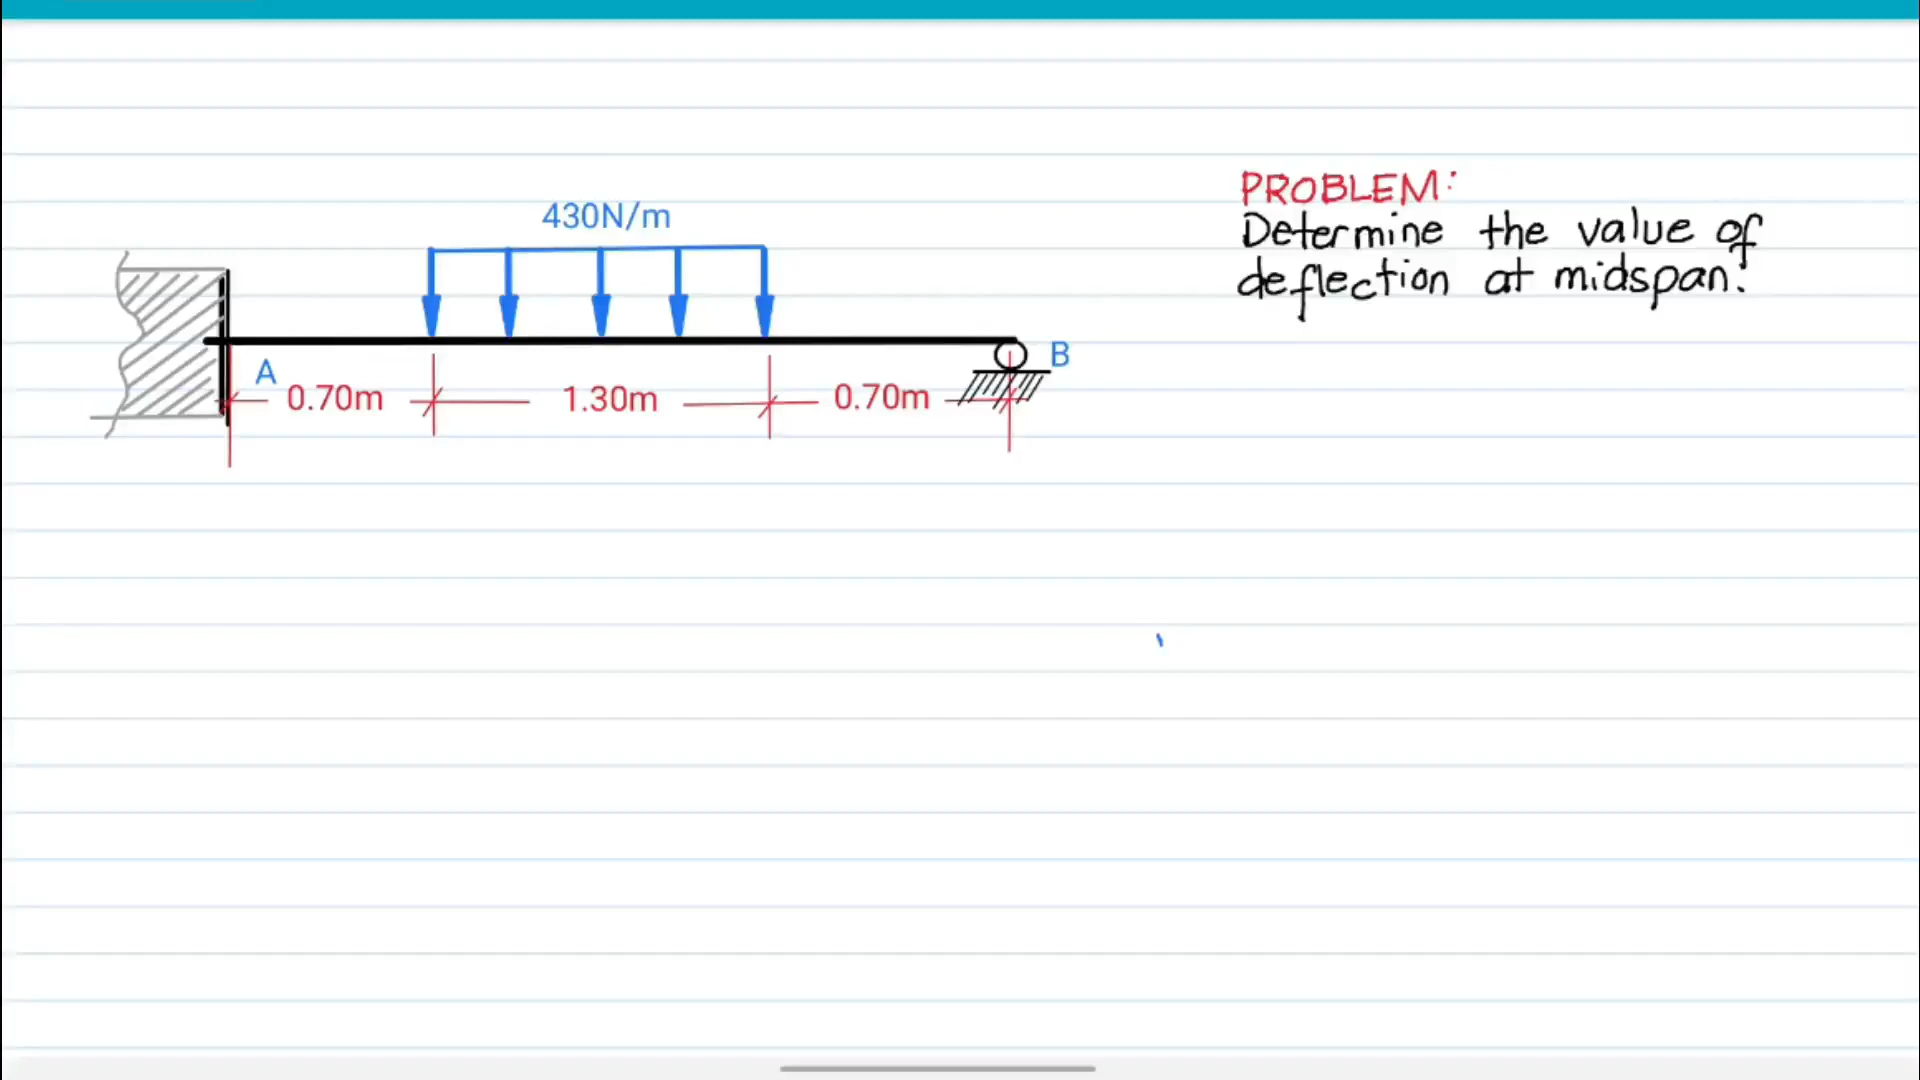 PROBLEM:
Determine the value of
deflection at midspan.
430N/m
A
B
0.70m
1.30m
0.70m